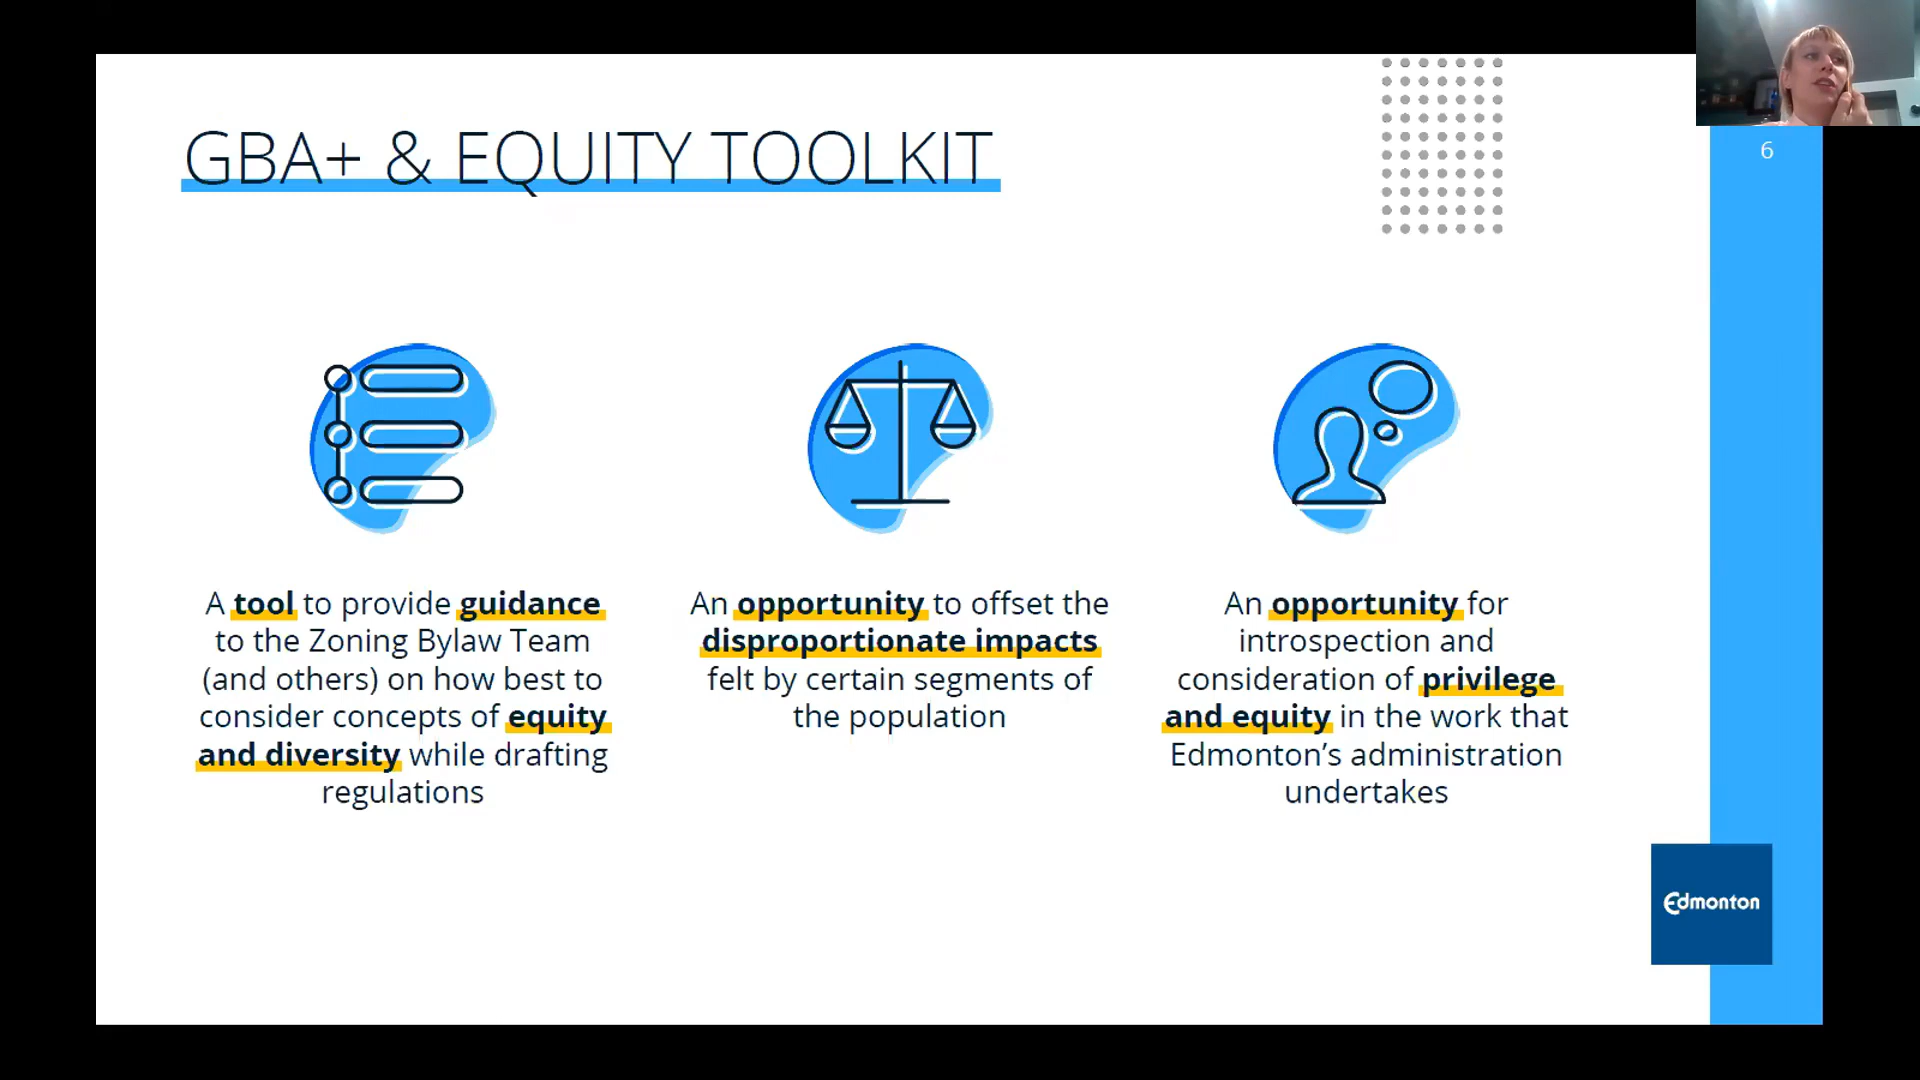 GBA+ & EQUITY TOOLKIT
6
A tool to provide guidance
to the Zoning Bylaw Team
(and others) on how best to
consider concepts of equity
and diversity while drafting
regulations
An opportunity to offset the
disproportionate impacts
felt by certain segments of
the population
An opportunity for
introspection and
consideration of privilege
and equity in the work that
Edmonton’s administration
undertakes
Edmonton